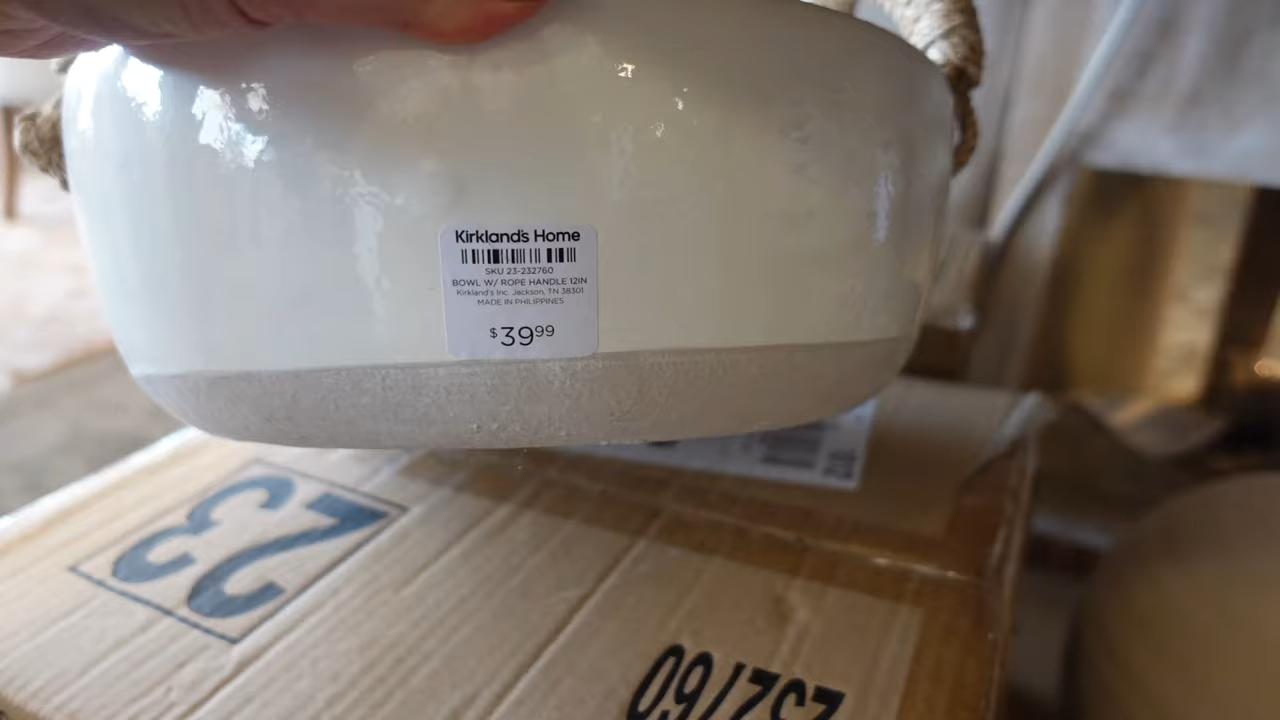 Kirkland's Home
SKU 23-232760
BOWL W/ ROPE HANDLE 12IN
Kirkland's Inc. Jackson, TN 38301
MADE IN PHILIPPINES
$39.99
23